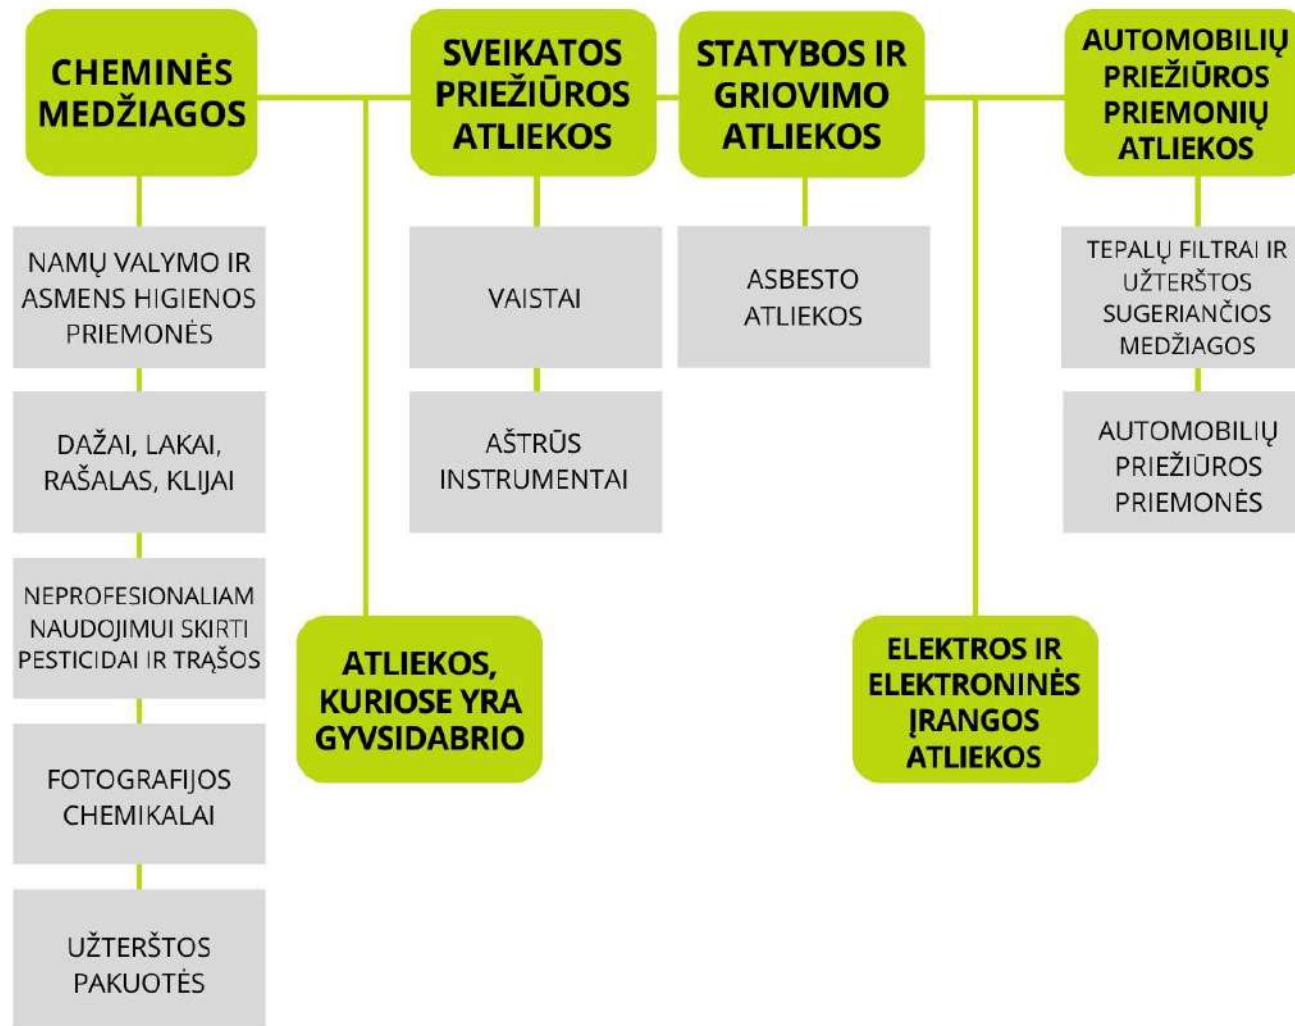 CHEMINĖS
MEDŽIAGOS
NAMŲ VALYMO IR
ASMENS HIGIENOS
PRIEMONĖS
DAŽAI, LAKAI,
RAŠALAS, KLIJAI
NEPROFESIONALIAM
NAUDOJIMUI SKIRTI
PESTICIDAI IR TRĄŠOS
FOTOGRAFIJOS
CHEMIKALAI
UŽTERŠTOS
PAKUOTĖS
ATLIEKOS,
KURIOSE YRA
GYVSIDABRIO
SVEIKATOS
PRIEŽIŪROS
ATLIEKOS
VAISTAI
AŠTRŪS
INSTRUMENTAI
STATYBOS IR
GRIOVIMO
ATLIEKOS
ASBESTO
ATLIEKOS
ELEKTROS IR
ELEKTRONINĖS
ĮRANGOS
ATLIEKOS
AUTOMOBILIŲ
PRIEŽIŪROS
PRIEMONIŲ
ATLIEKOS
TEPALŲ FILTRAI IR
UŽTERŠTOS
SUGERIANČIOS
MEDŽIAGOS
AUTOMOBILIŲ
PRIEŽIŪROS
PRIEMONĖS